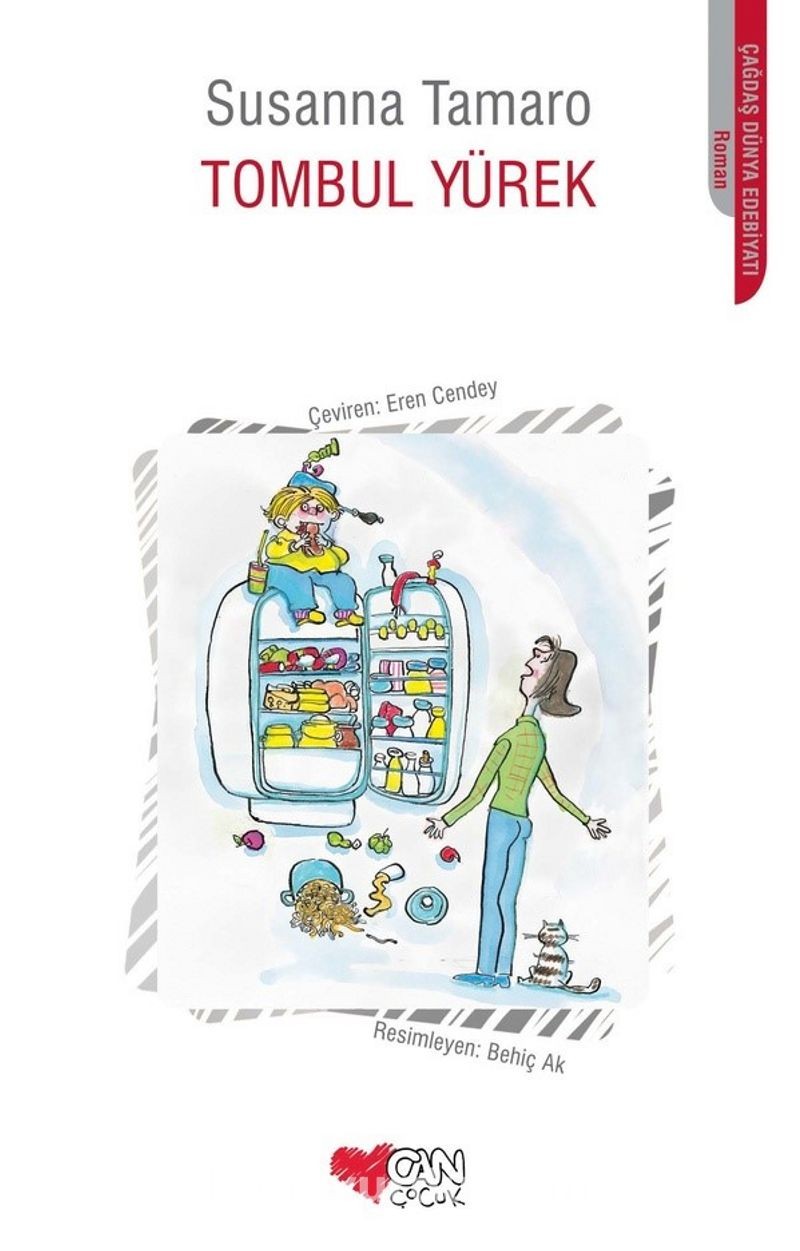 Susanna Tamaro
TOMBUL YÜREK
ÇAĞDAŞ DÜNYA EDEBİYATI
Roman
Çeviren: Eren Cendey
Resimleyen: Behiç Ak
CAN
ÇOCUK